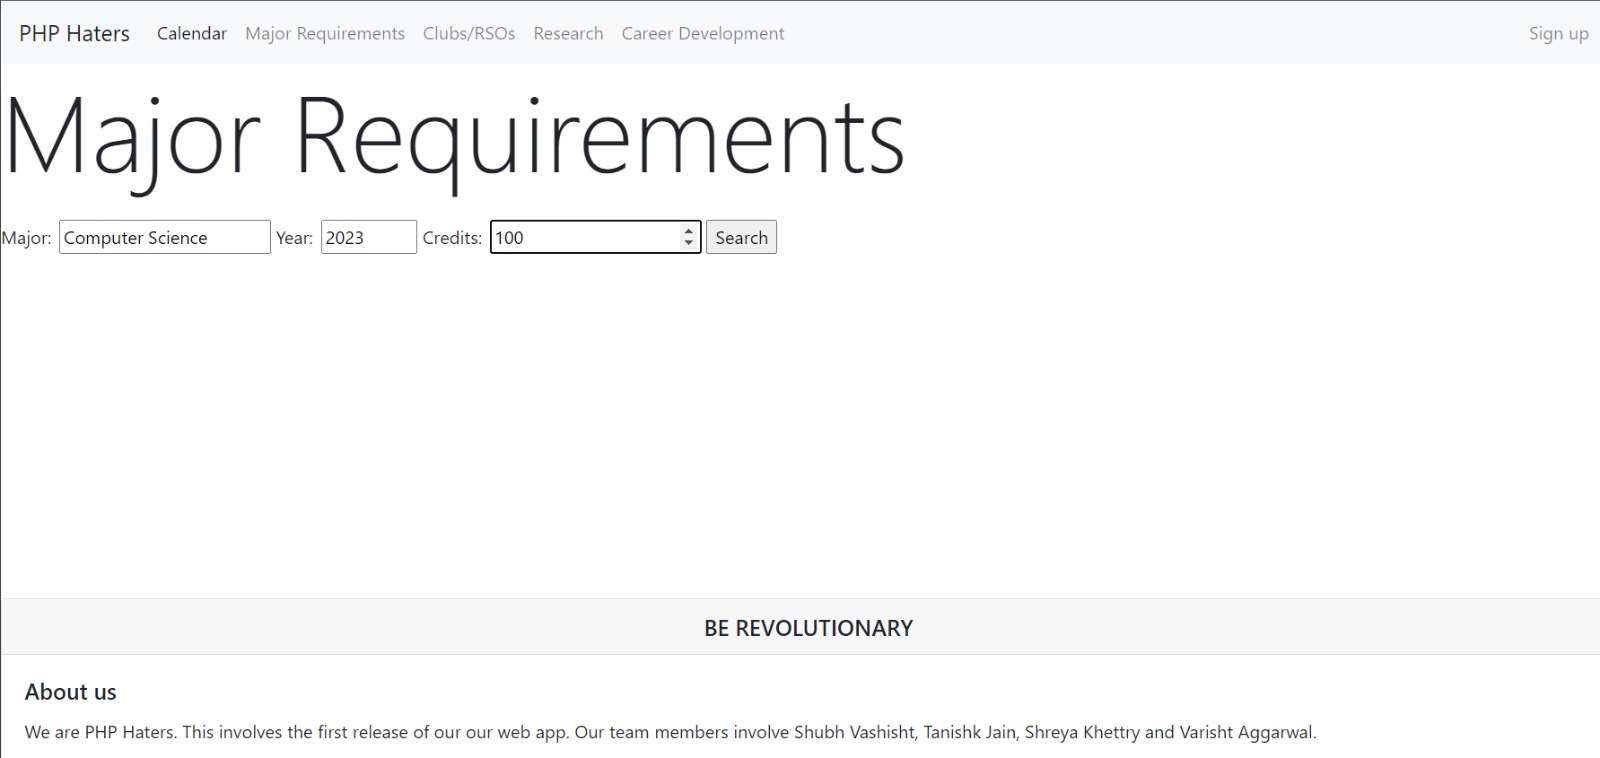 PHP Haters Calendar Major Requirements Clubs/RSOs Research Career Development Sign up
Major Requirements
Major: Computer Science Year: 2023 Credits: 100 Search
BE REVOLUTIONARY
About us
We are PHP Haters. This involves the first release of our our web app. Our team members involve Shubh Vashisht, Tanishk Jain, Shreya Khettry and Varisht Aggarwal.